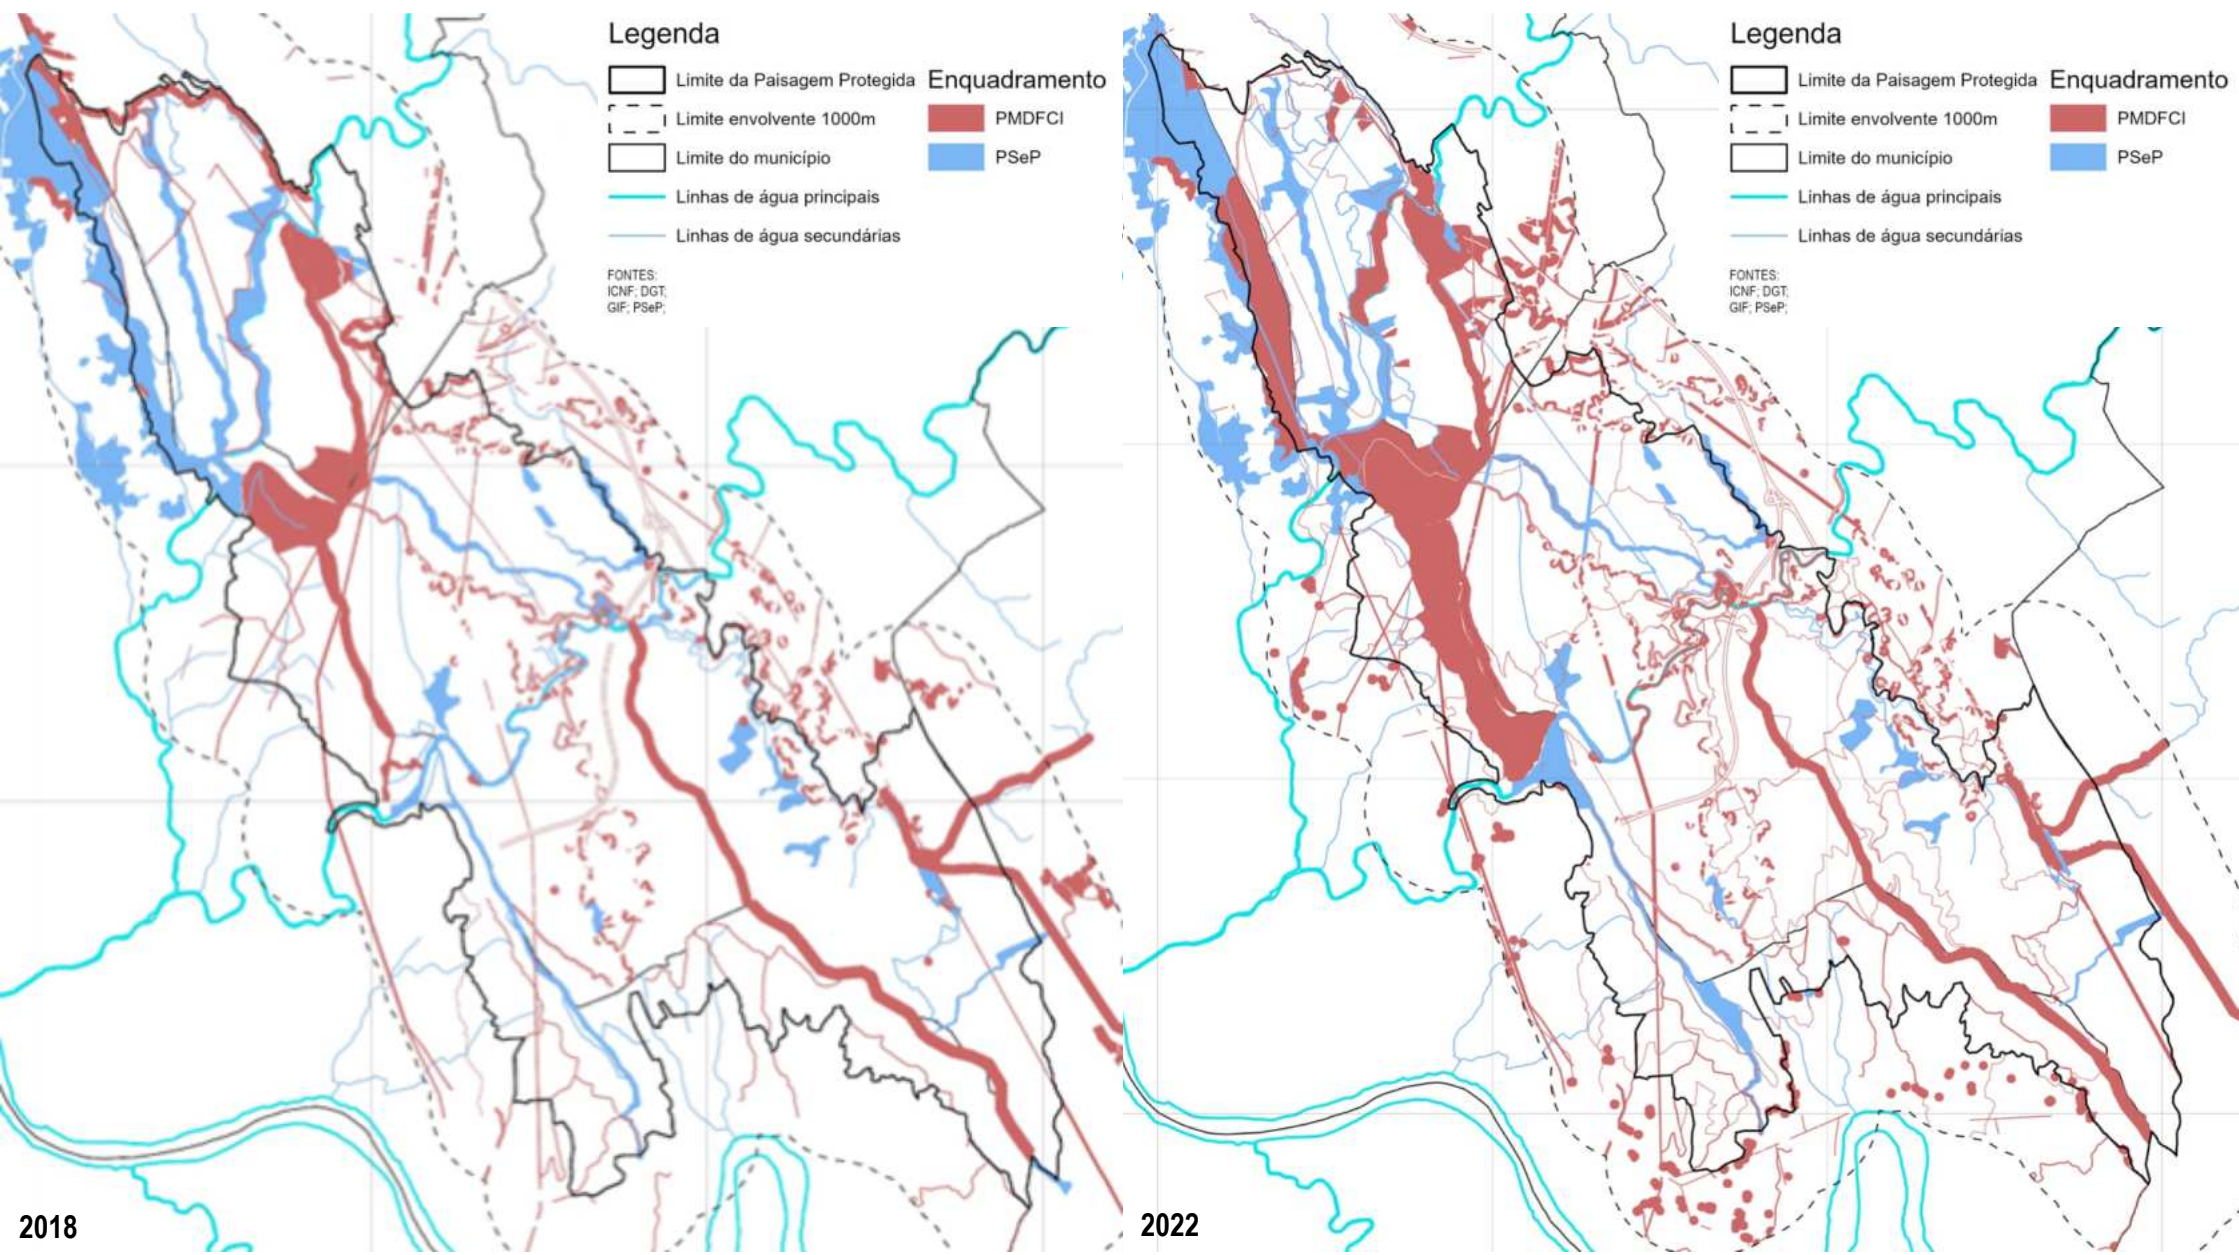 Legenda
Limite da Paisagem Protegida
Limite envolvente 1000m
Limite do município
Linhas de água principais
Linhas de água secundárias
Enquadramento
PMDFCI
PSeP
FONTES:
ICNF; DGT;
GIF; PSeP;
2018
Legenda
Limite da Paisagem Protegida
Limite envolvente 1000m
Limite do município
Linhas de água principais
Linhas de água secundárias
Enquadramento
PMDFCI
PSeP
FONTES:
ICNF; DGT;
GIF; PSeP;
2022